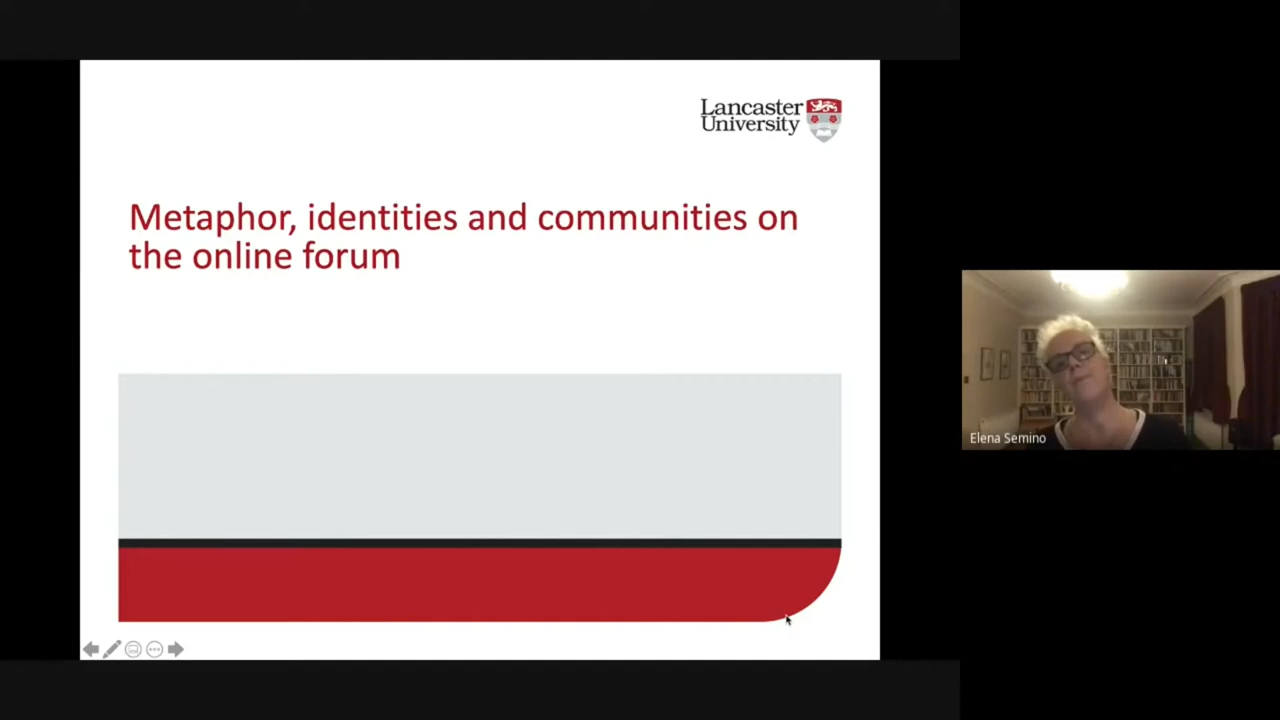 Lancaster
University
Metaphor, identities and communities on
the online forum
Elena Semino